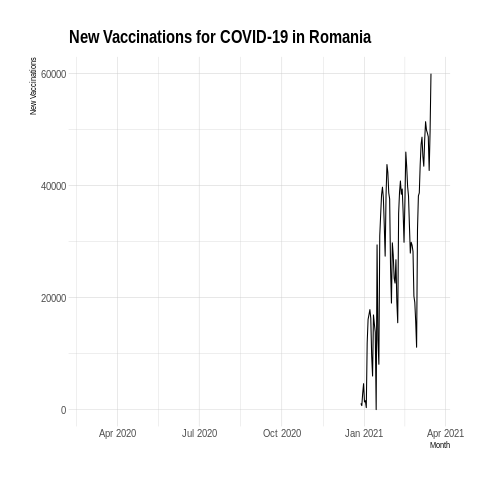 New Vaccinations for COVID-19 in Romania
New Vaccinations
60000
40000
20000
0
Apr 2020 Jul 2020 Oct 2020 Jan 2021 Apr 2021
Month